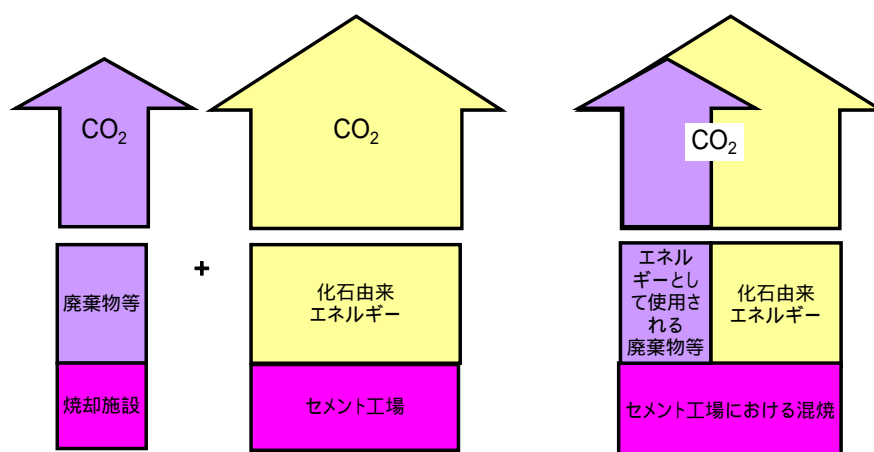 CO₂
CO₂
CO₂
廃棄物等
+
化石由来
エネルギー
エネル
ギーとし
て使用さ
れる
廃棄物等
化石由来
エネルギー
焼却施設
セメント工場
セメント工場における混焼